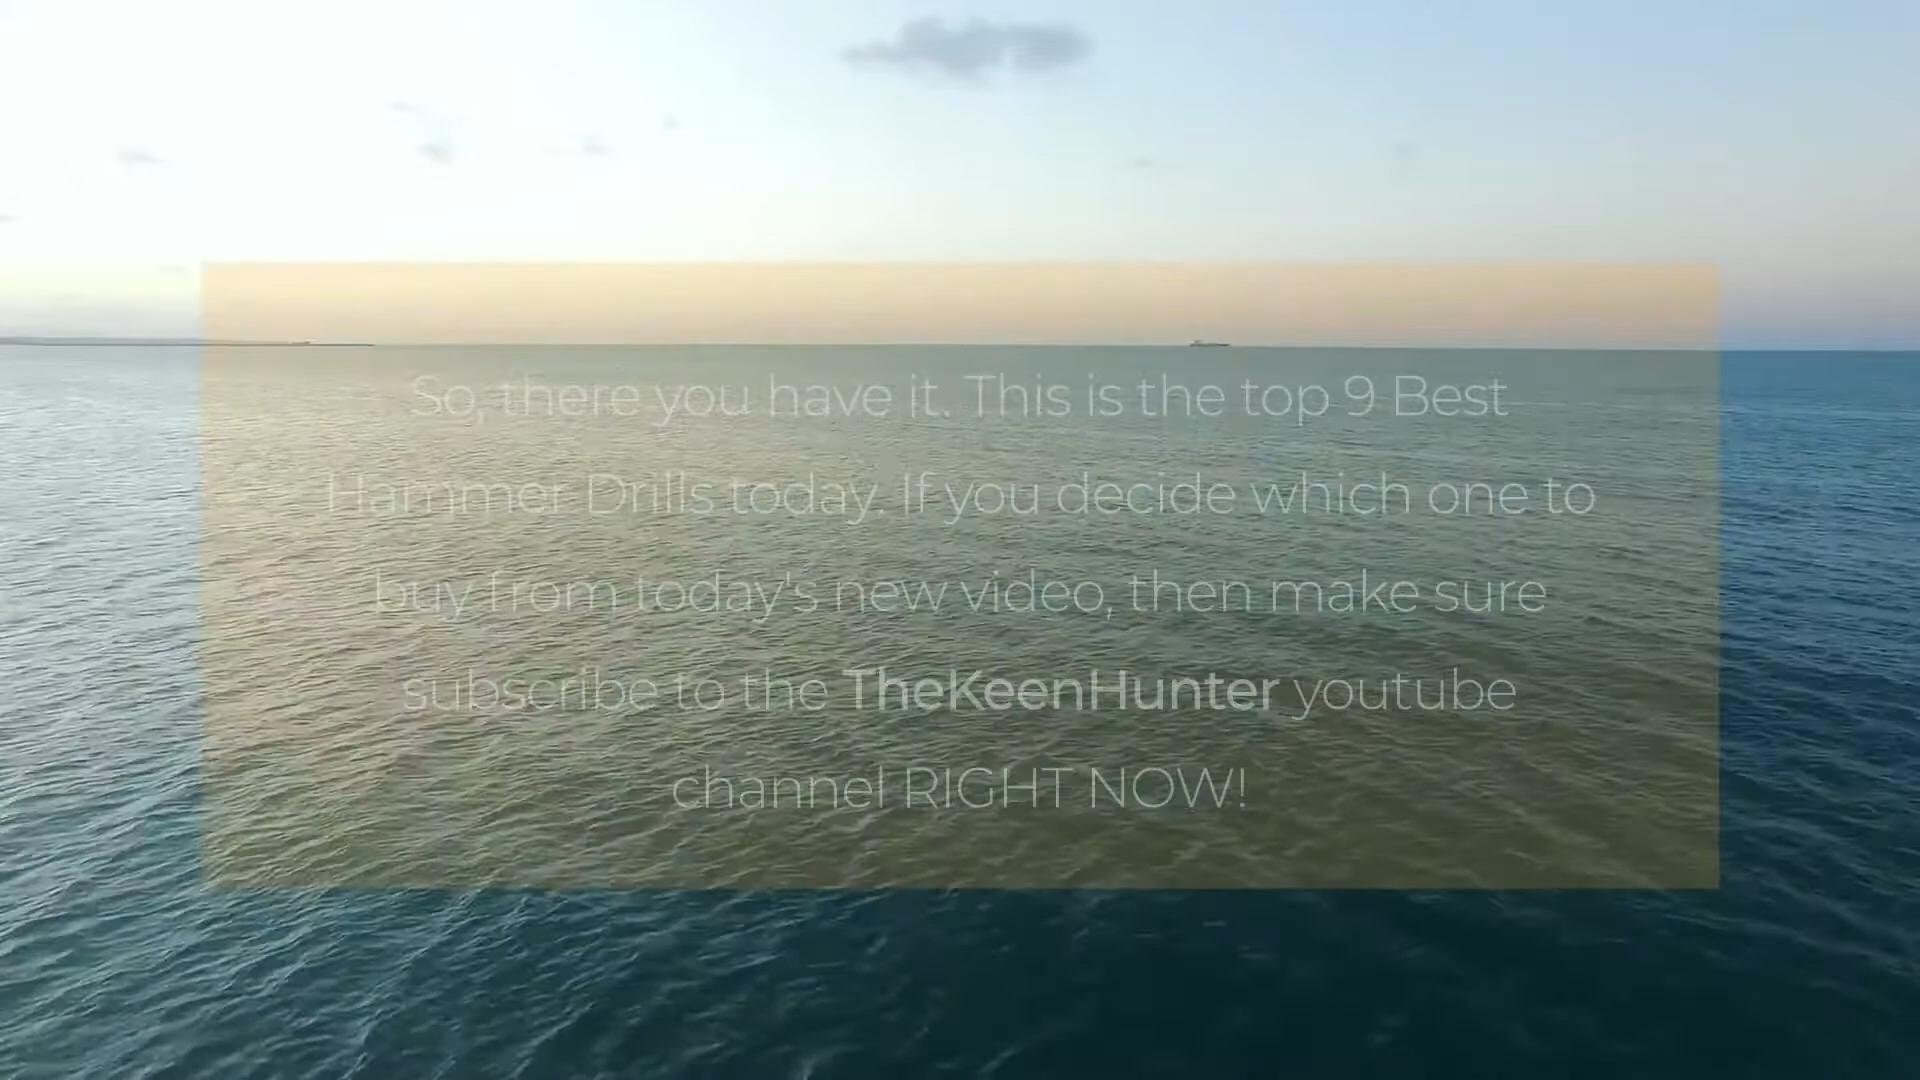 So, there you have it. This is the top 9 Best
Hammer Drills today. If you decide which one to
buy from today's new video, then make sure
subscribe to the TheKeenHunter youtube
channel RIGHT NOW!